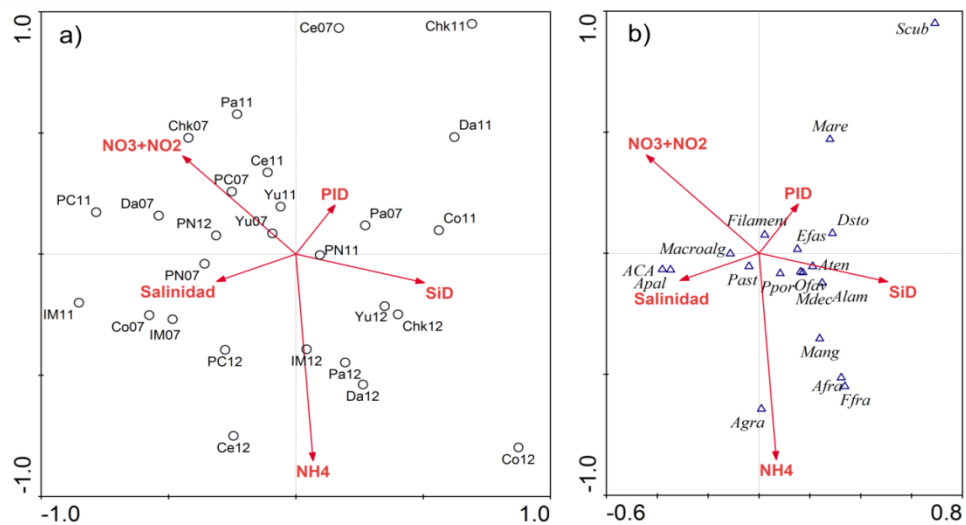 a)
1.0
Ce07
Chk11
Pa11
Chk07
Da11
NO3+NO2
Ce11
PC07
PID
PC11
Da07
Yu11
Pa07
Co11
PN12
Yu07
PN11
PN07
Salinidad
SiD
IM11
Yu12
Chk12
Co07
IM07
PC12
IM12
Pa12
Da12
Ce12
Co12
NH4
-1.0
-1.0
1.0
b)
1.0
Scub
Mare
NO3+NO2
PID
Filament
Dsto
Efas
Macroalg
ACA
Aten
Apal
Past
Ppor
Ofav
Salinidad
Mdec
Alam
SiD
Mang
Afra
Ffra
Agra
NH4
-1.0
-0.6
0.8